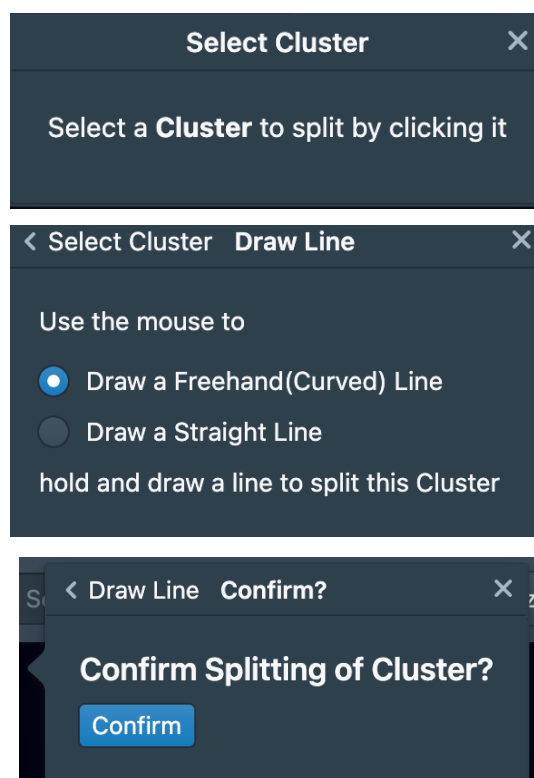 Select Cluster ×
Select a Cluster to split by clicking it
< Select Cluster Draw Line ×
Use the mouse to
Draw a Freehand(Curved) Line
Draw a Straight Line
hold and draw a line to split this Cluster
< Draw Line Confirm? ×
Confirm Splitting of Cluster?
Confirm